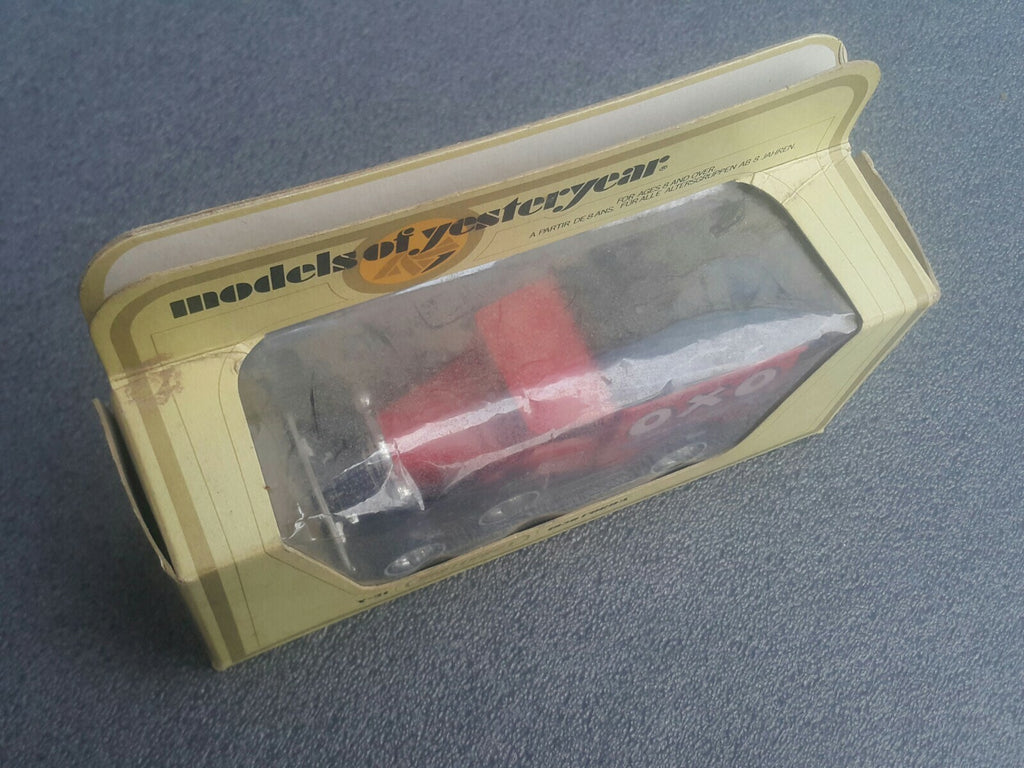 models of yesteryear®
FOR AGES 8 AND OVER.
A PARTIR DE 8 ANS. FÜR ALLE ALTERSGRUPPEN AB 8 JAHREN.
OXO